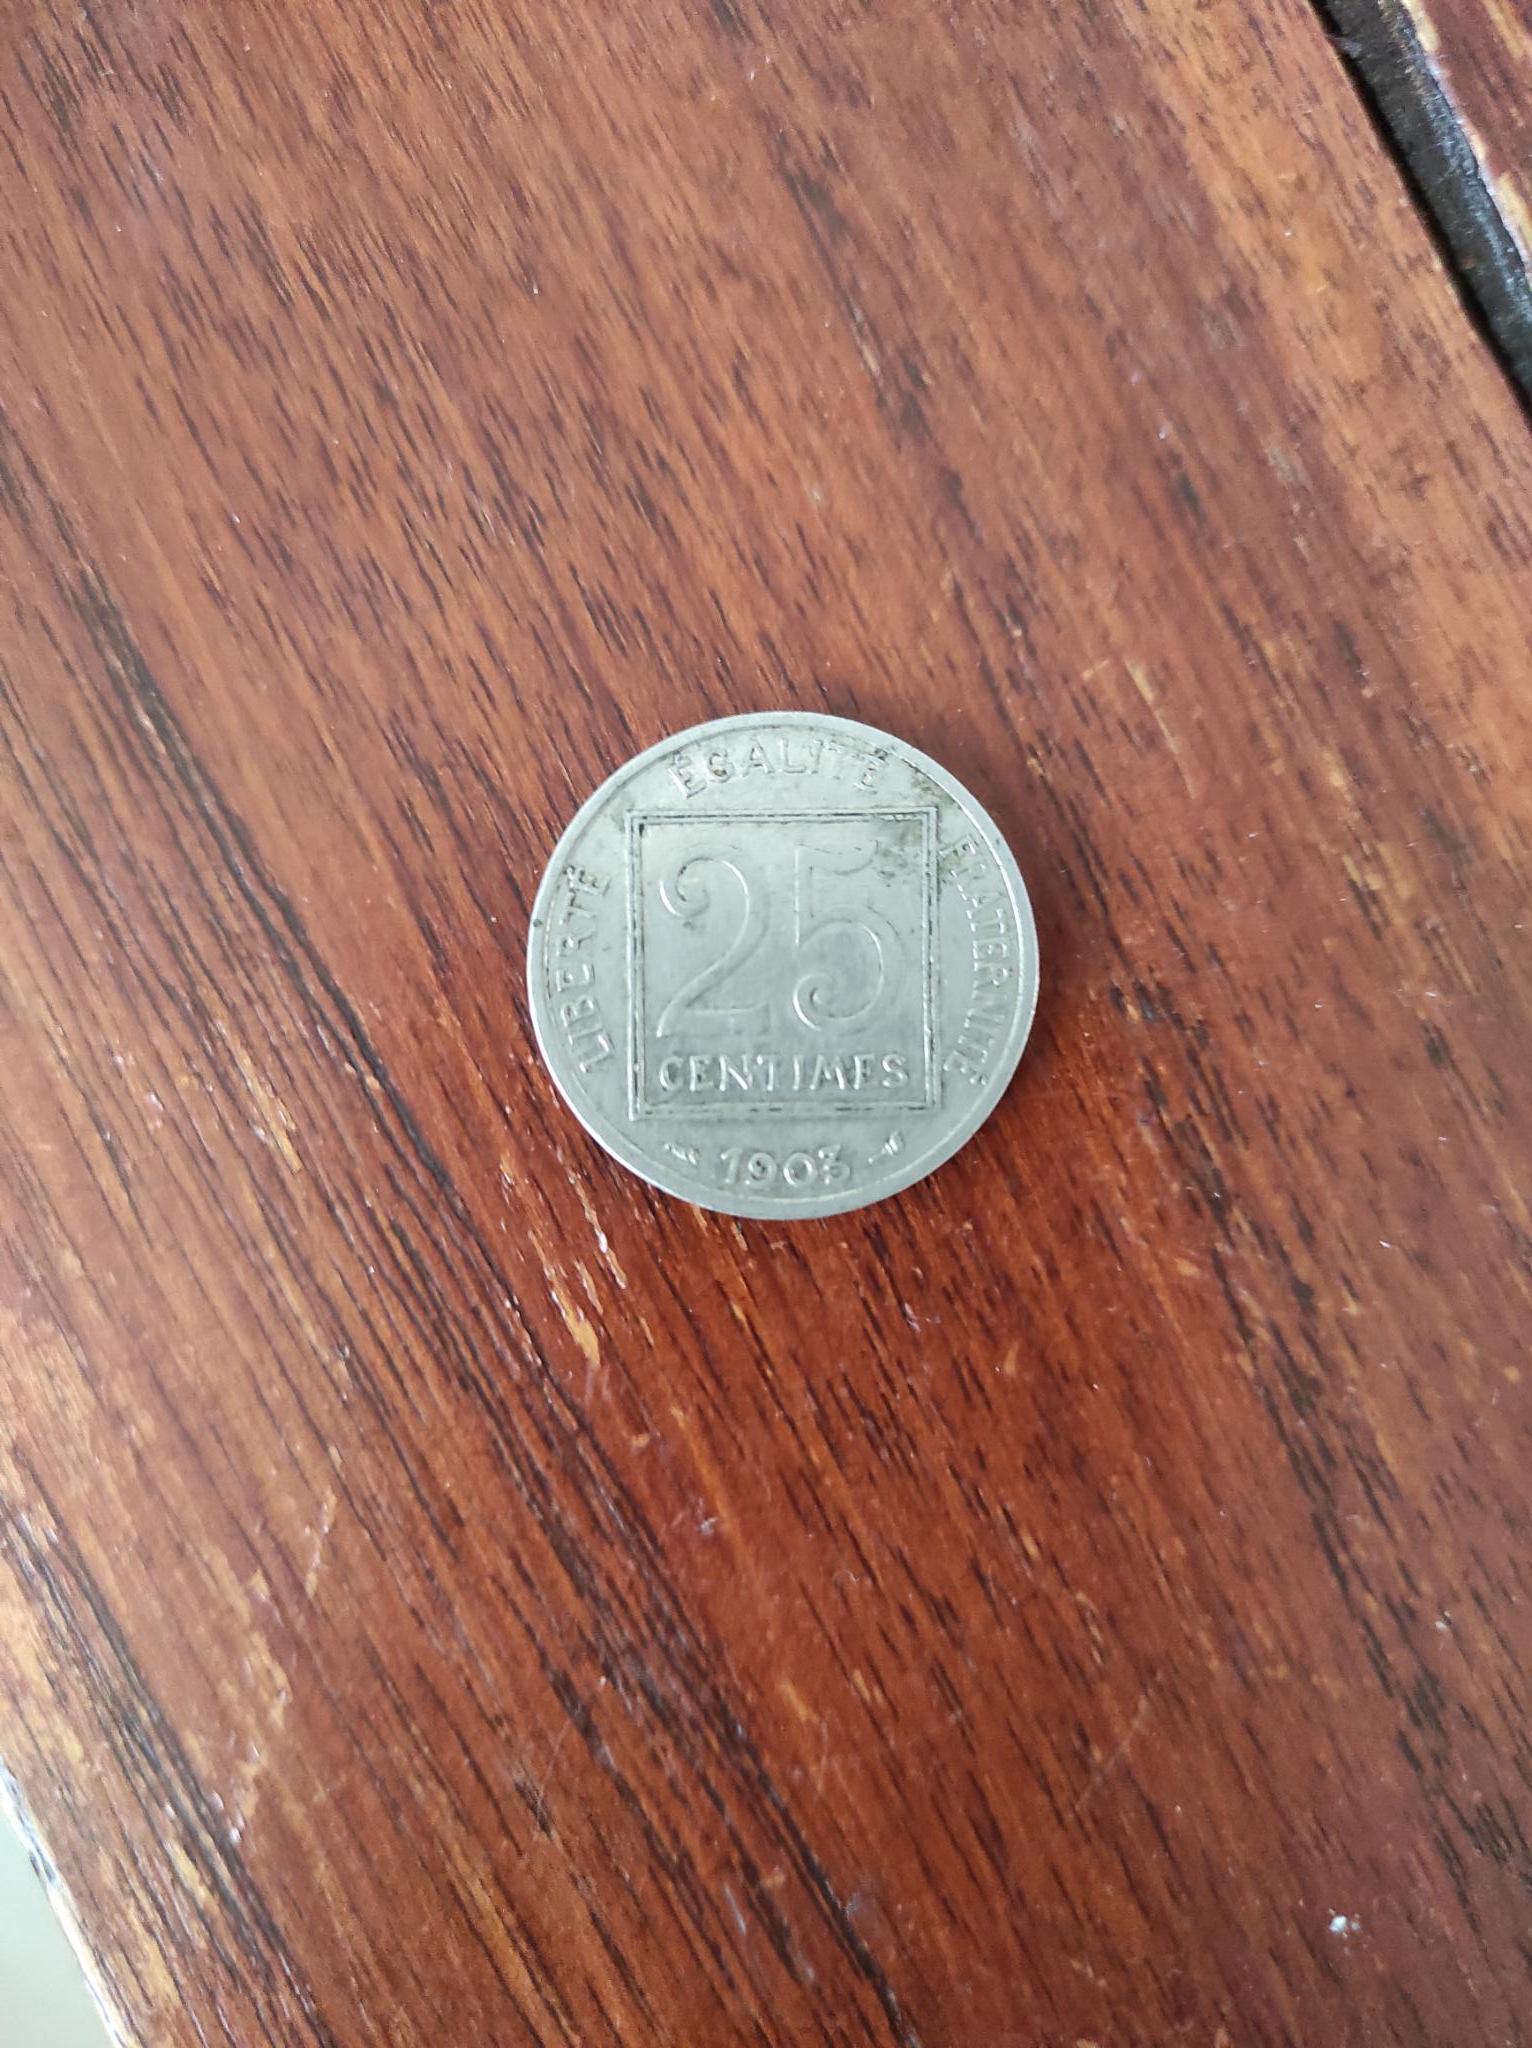 LIBERTÉ
ÉGALITÉ
FRATERNITÉ
25
CENTIMES
1903